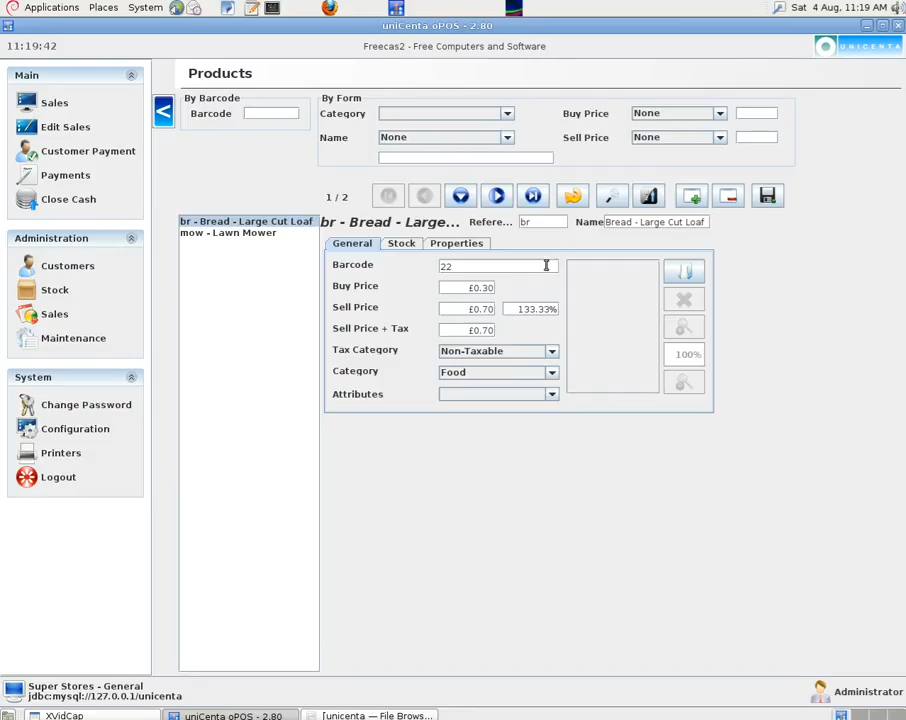 Applications Places System Sat 4 Aug, 11:19 AM
uniCenta oPOS - 2.80
11:19:42 Freecas2 - Free Computers and Software UNICENTA
Main
Sales
Edit Sales
Customer Payment
Payments
Close Cash
Administration
Customers
Stock
Sales
Maintenance
System
Change Password
Configuration
Printers
Logout
<
Products
By Barcode
Barcode
By Form
Category Buy Price None
Name None Sell Price None
1 / 2
br - Bread - Large Cut Loaf
mow - Lawn Mower
br - Bread - Large... Refere... br Name Bread - Large Cut Loaf
General Stock Properties
Barcode 22
Buy Price £0.30
Sell Price £0.70 133.33%
Sell Price + Tax £0.70
Tax Category Non-Taxable
Category Food
Attributes
100%
Super Stores - General
jdbc:mysql://127.0.0.1/unicenta
Administrator
XVidCap uniCenta oPOS - 2.80 [unicenta — File Brows...